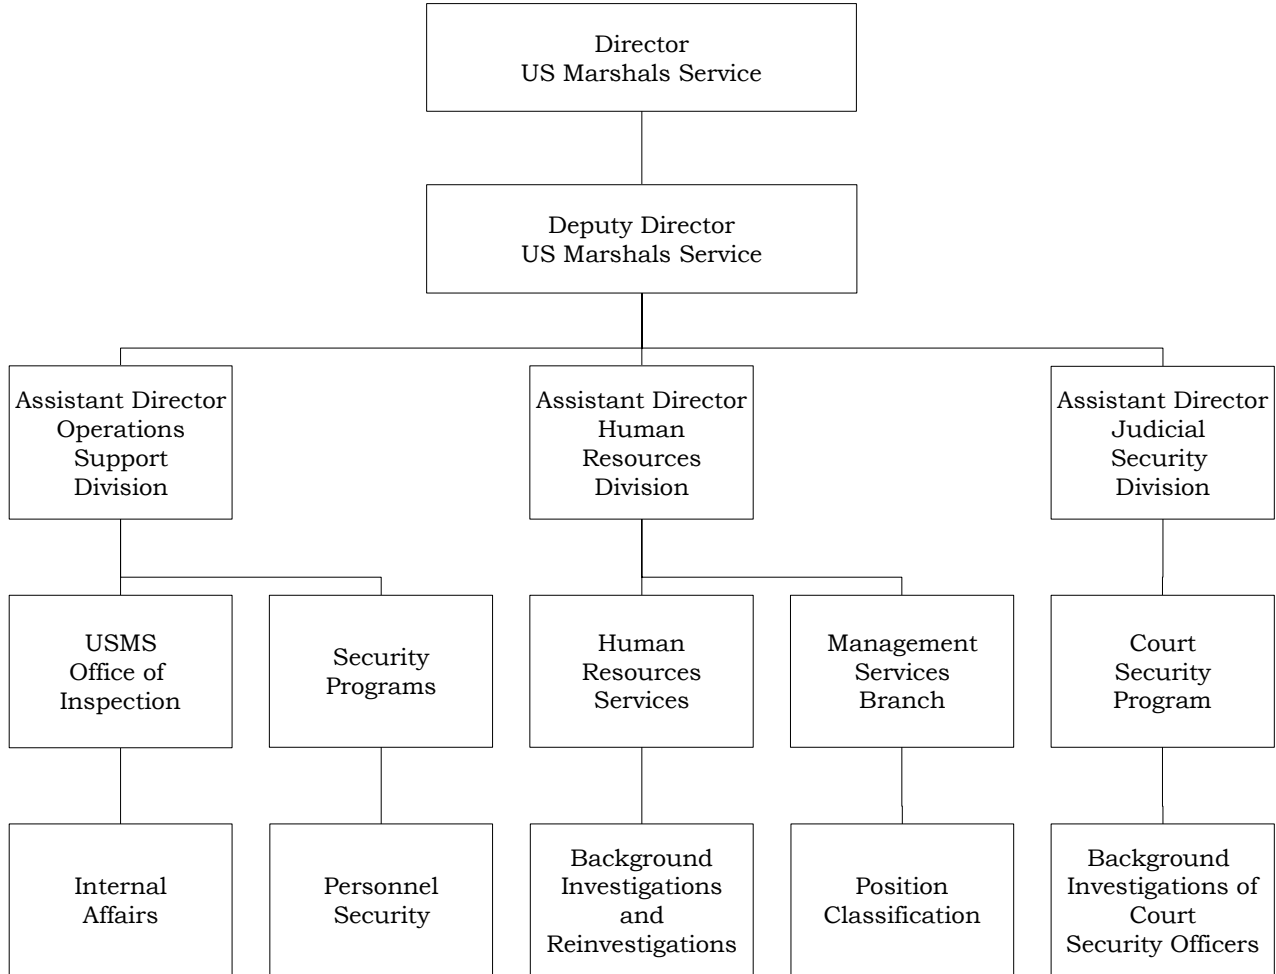 Director
US Marshals Service
Deputy Director
US Marshals Service
Assistant Director
Operations
Support
Division
Assistant Director
Human
Resources
Division
Assistant Director
Judicial
Security
Division
USMS
Office of
Inspection
Security
Programs
Human
Resources
Services
Management
Services
Branch
Court
Security
Program
Internal
Affairs
Personnel
Security
Background
Investigations
and
Reinvestigations
Position
Classification
Background
Investigations of
Court
Security Officers